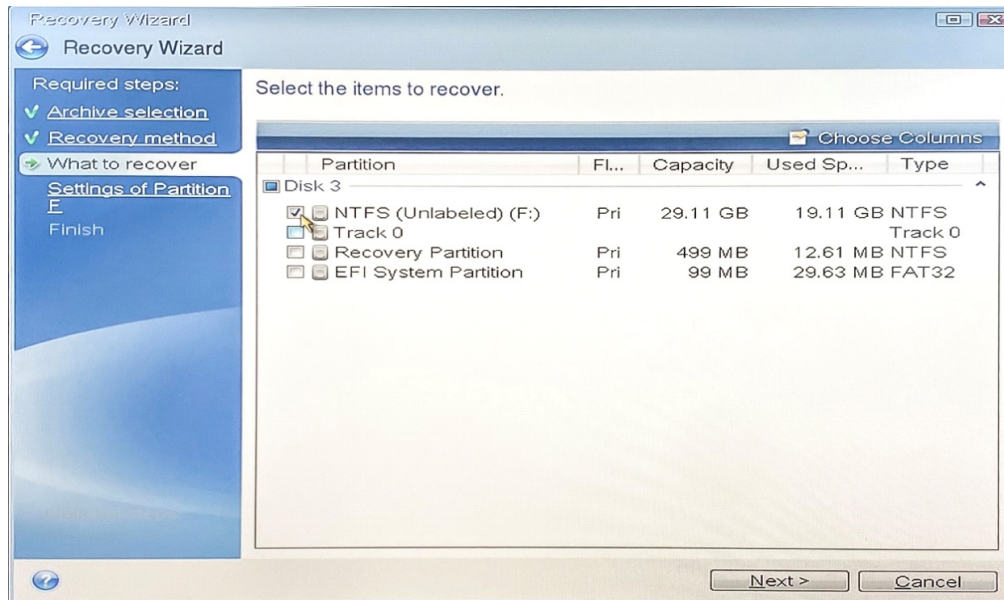 Recovery Wizard
Recovery Wizard
Required steps:
Archive selection
Recovery method
What to recover
Settings of Partition
F
Finish
Select the items to recover.
Choose Columns
Partition Fl... Capacity Used Sp... Type
Disk 3
NTFS (Unlabeled) (F:) Pri 29.11 GB 19.11 GB NTFS
Track 0 Track 0
Recovery Partition Pri 499 MB 12.61 MB NTFS
EFI System Partition Pri 99 MB 29.63 MB FAT32
Next >
Cancel